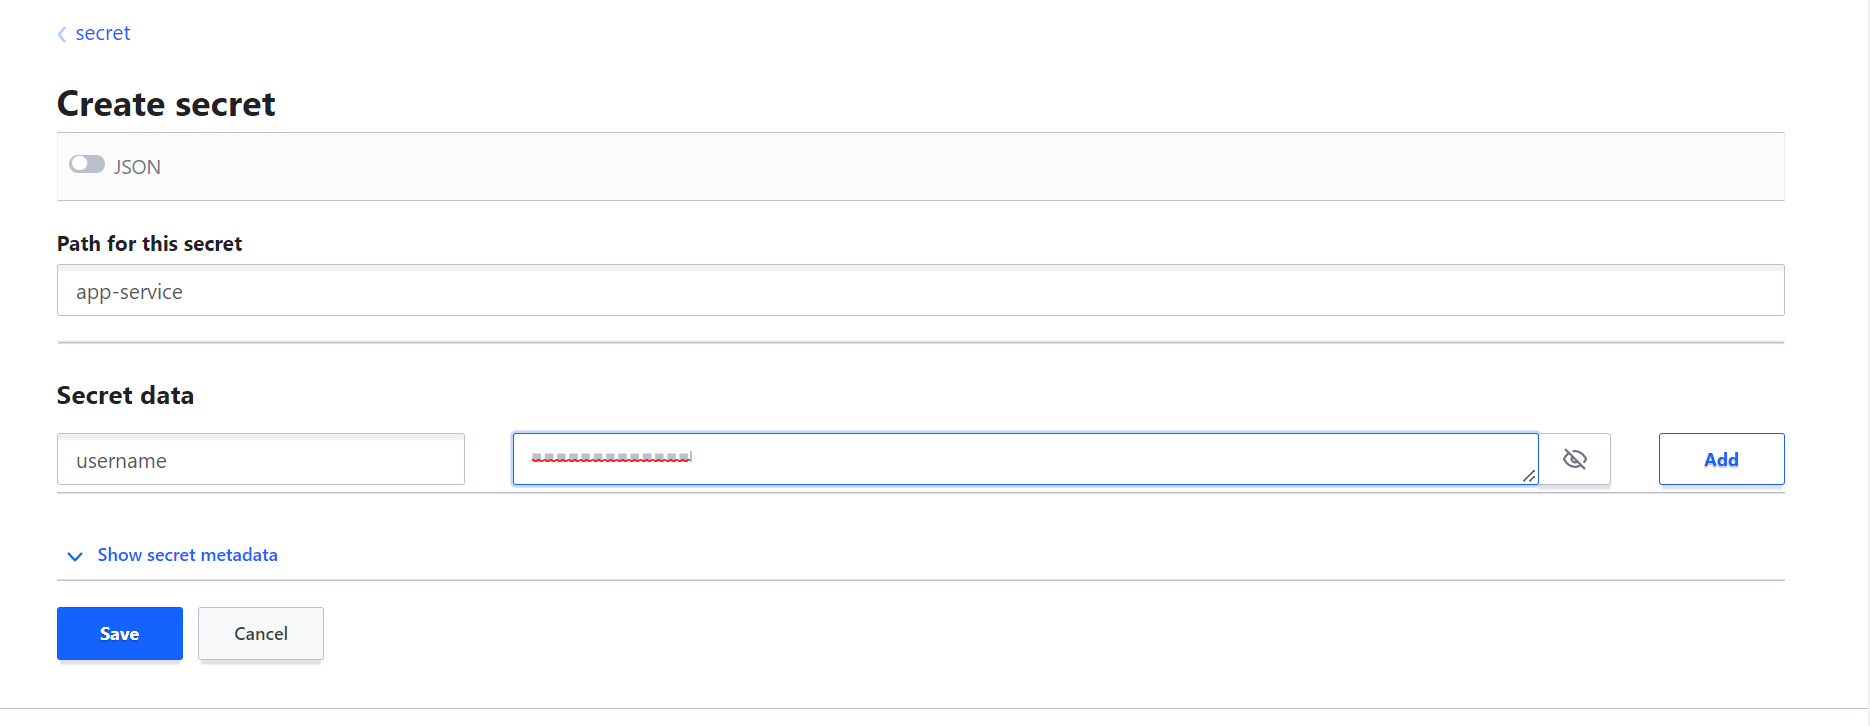 secret
Create secret
JSON
Path for this secret
app-service
Secret data
username
Add
Show secret metadata
Save
Cancel